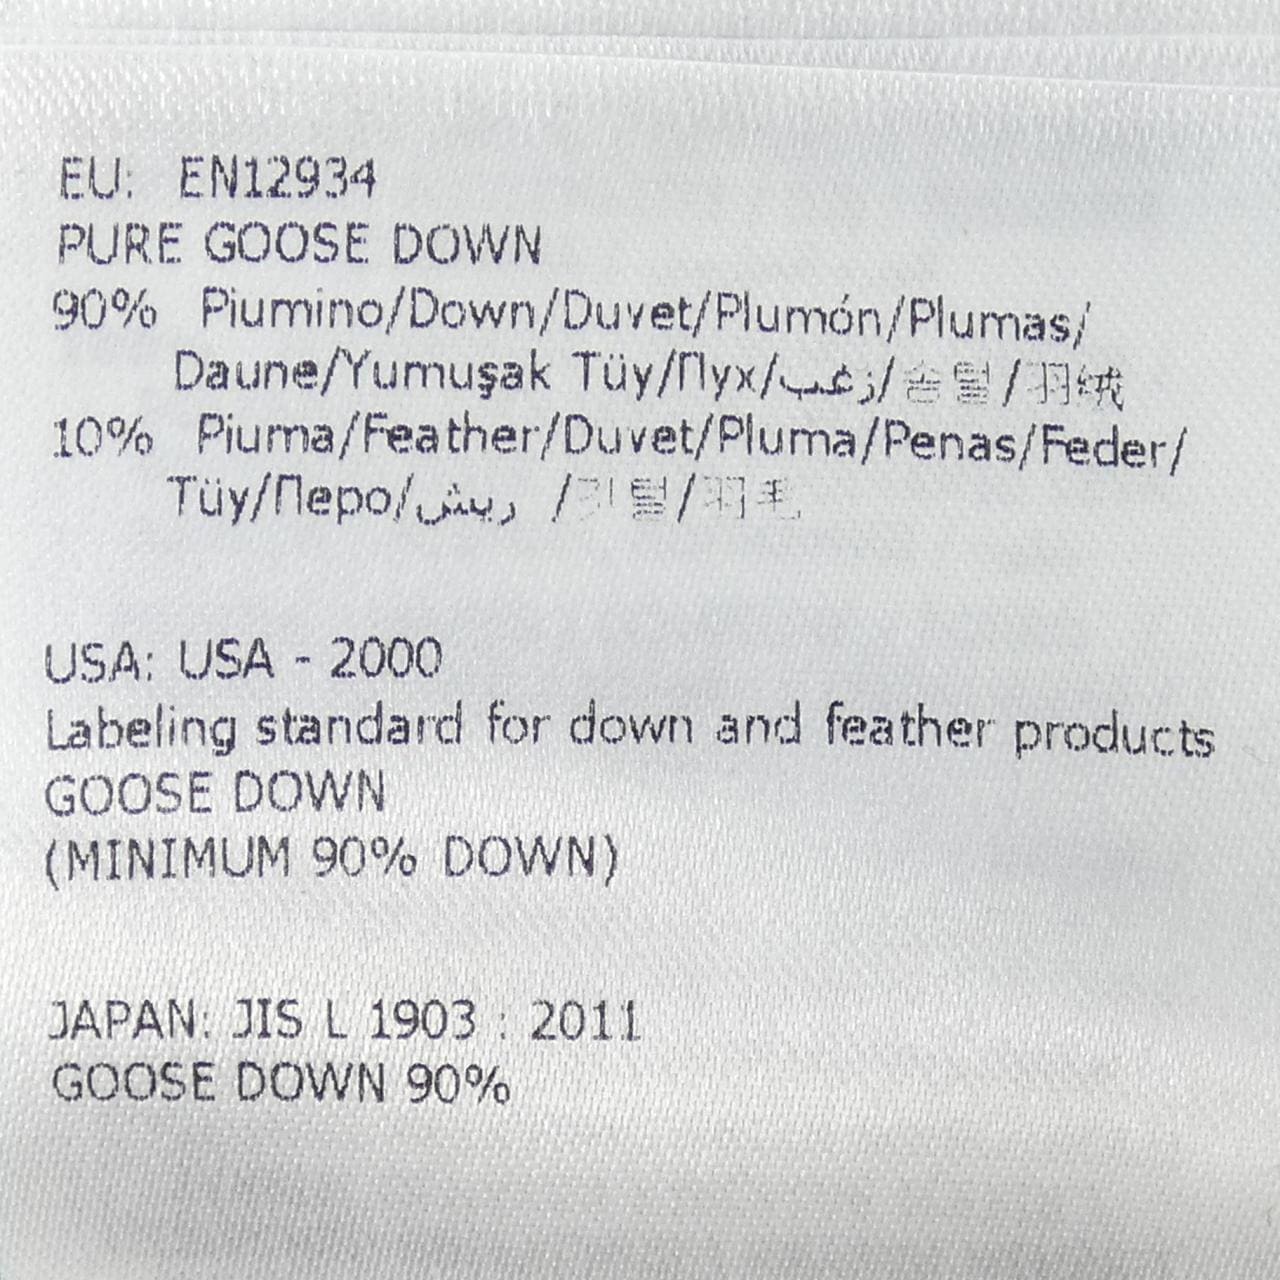 EU: EN12934
PURE GOOSE DOWN
90% Piumino/Down/Duvet/Plumón/Plumas/
Daune/Yumuşak Tüy/Пух/زغب/솜털/羽绒
10% Piuma/Feather/Duvet/Pluma/Penas/Feder/
Tüy/Перо/ريش /깃털/羽毛
USA: USA - 2000
Labeling standard for down and feather products
GOOSE DOWN
(MINIMUM 90% DOWN)
JAPAN: JIS L 1903 : 2011
GOOSE DOWN 90%